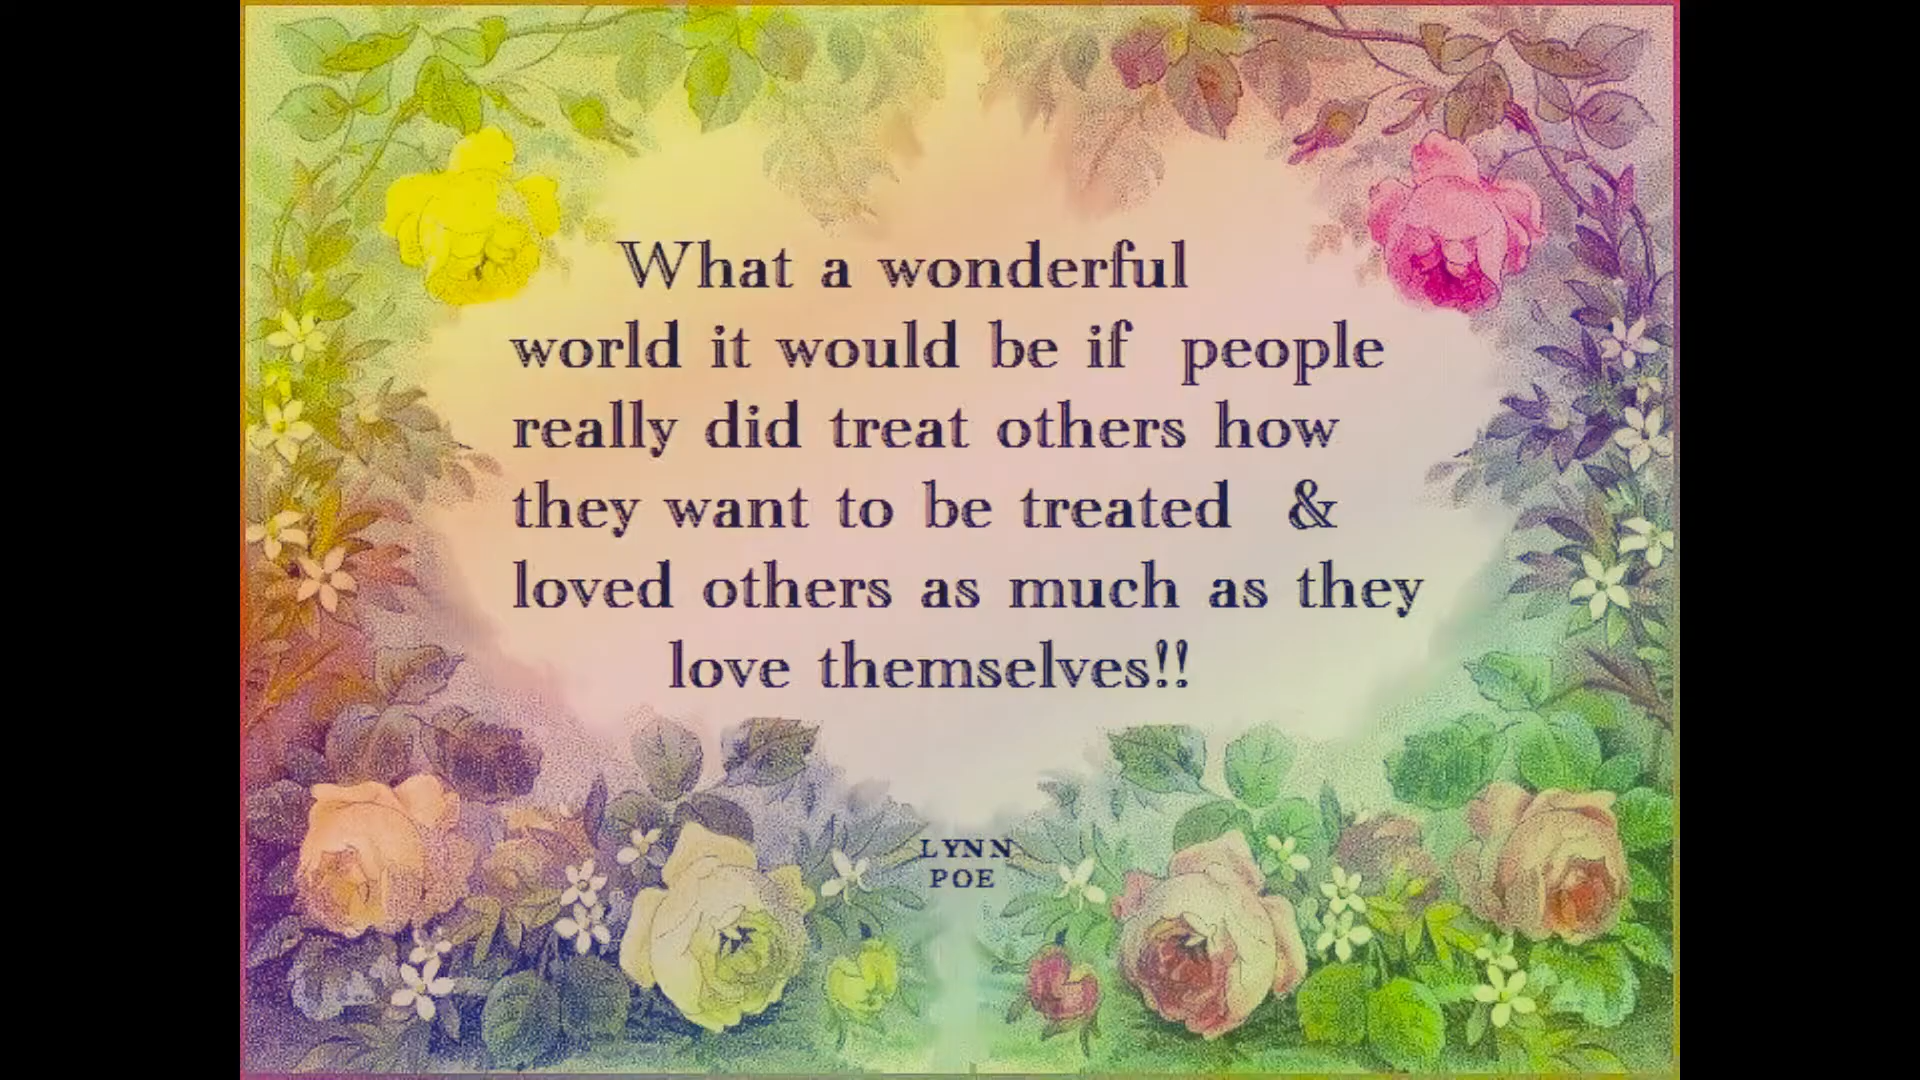 What a wonderful
world it would be if people
really did treat others how
they want to be treated &
loved others as much as they
love themselves!!
LYNN
POE